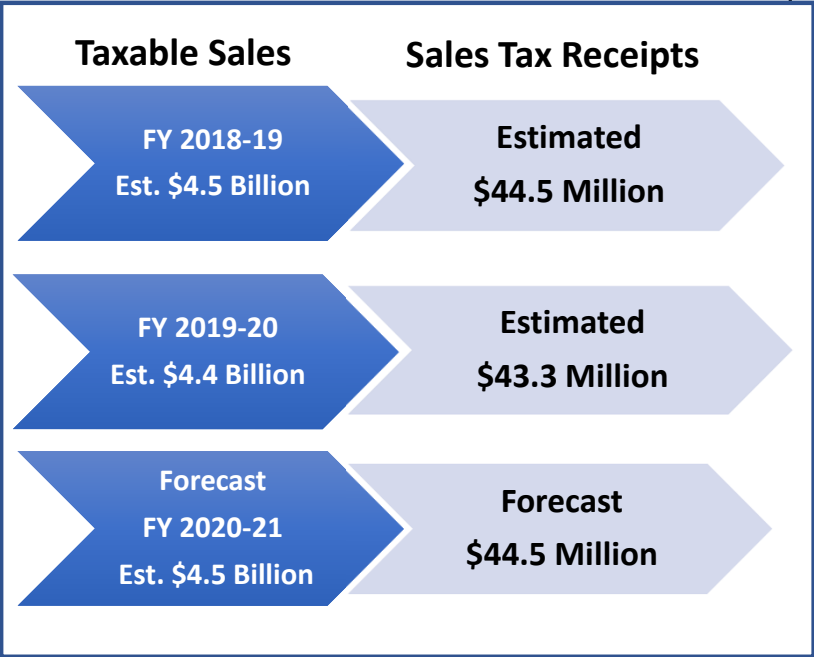 Taxable Sales
Sales Tax Receipts
FY 2018-19
Est. $4.5 Billion
Estimated
$44.5 Million
FY 2019-20
Est. $4.4 Billion
Estimated
$43.3 Million
Forecast
FY 2020-21
Est. $4.5 Billion
Forecast
$44.5 Million